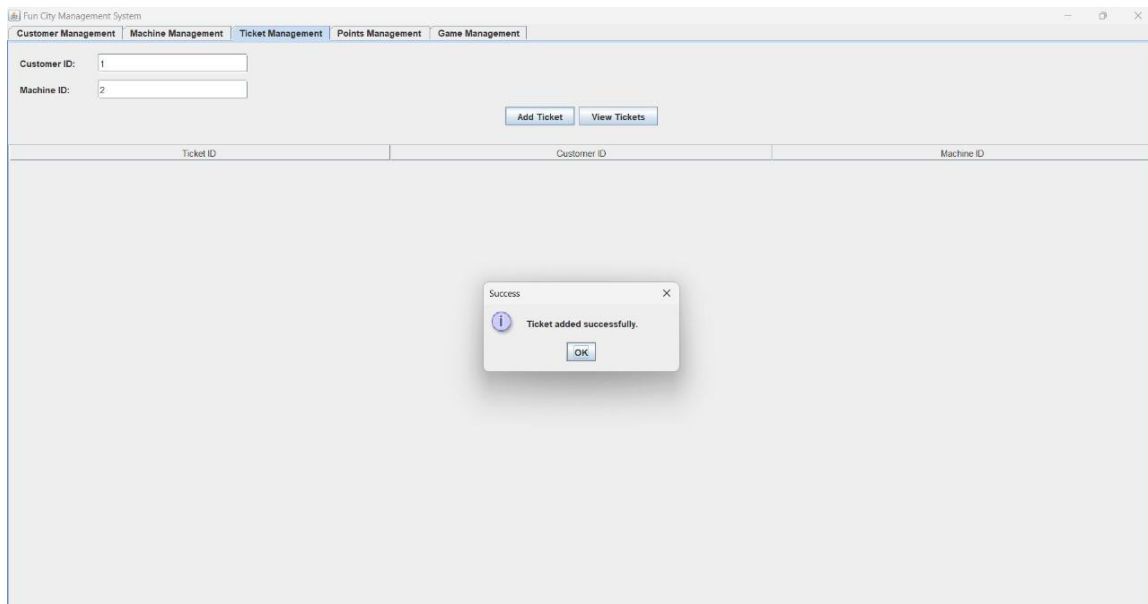 Fun City Management System
Customer Management Machine Management Ticket Management Points Management Game Management
Customer ID: 1
Machine ID: 2
Add Ticket View Tickets
Ticket ID Customer ID Machine ID
Success
Ticket added successfully.
OK